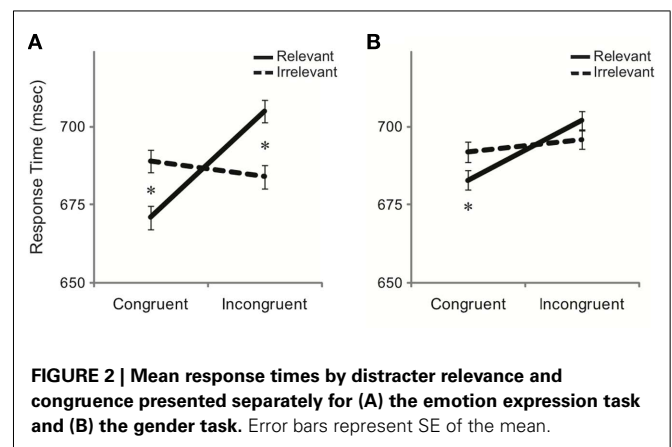 A
Relevant
Irrelevant
Response Time (msec)
700
*
*
675
650
Congruent Incongruent
B
Relevant
Irrelevant
700
675
*
650
Congruent Incongruent
FIGURE 2 | Mean response times by distracter relevance and
congruence presented separately for (A) the emotion expression task
and (B) the gender task. Error bars represent SE of the mean.